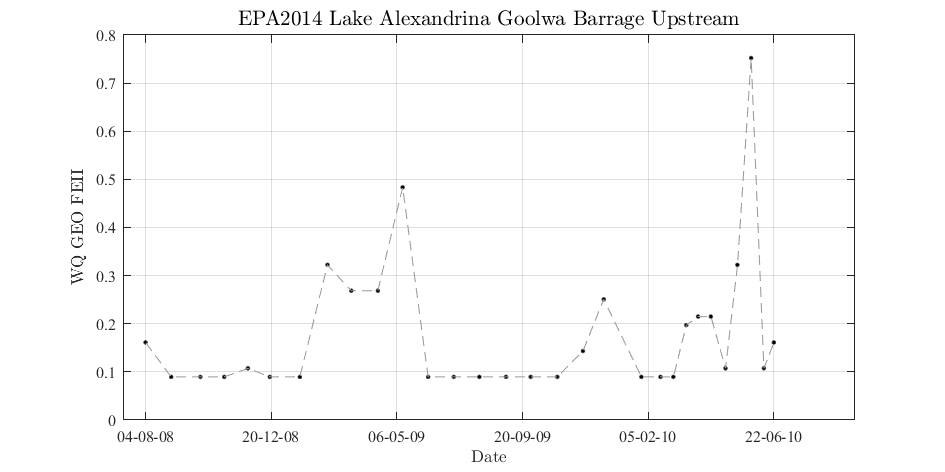 EPA2014 Lake Alexandrina Goolwa Barrage Upstream
0.8
0.7
0.6
0.5
0.4
0.3
0.2
0.1
0
WQ GEO FEII
04-08-08 20-12-08 06-05-09 20-09-09 05-02-10 22-06-10
Date